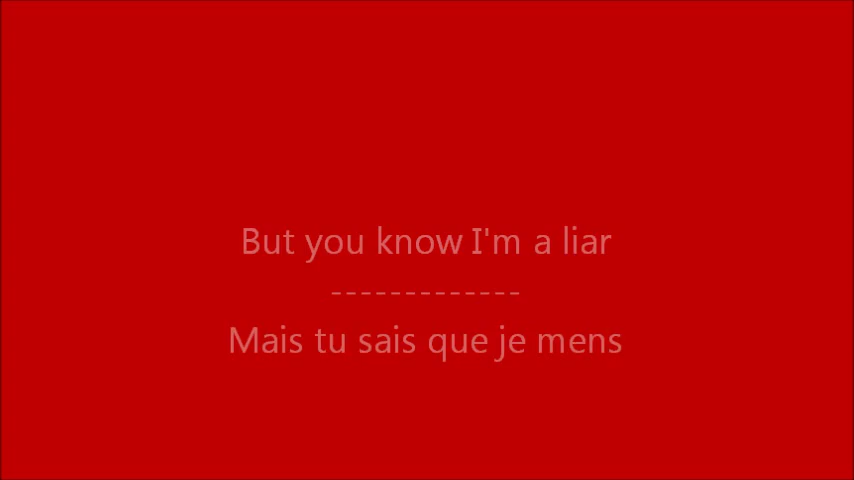 But you know I'm a liar
-------------
Mais tu sais que je mens